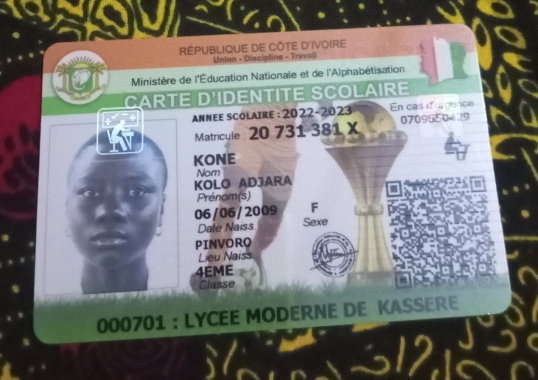 RÉPUBLIQUE DE CÔTE D'IVOIRE
Union - Discipline - Travail
Ministère de l'Éducation Nationale et de l'Alphabétisation
CARTE D'IDENTITE SCOLAIRE
ANNEE SCOLAIRE : 2022-2023
En cas d'urgence
Matricule : 20 731 381 X
KONE
Nom
KOLO ADJARA
Prénom(s)
06/06/2009 F
Date Naiss. Sexe
PINVORO
Lieu Naiss.
4EME
Classe
000701 : LYCEE MODERNE DE KASSERE